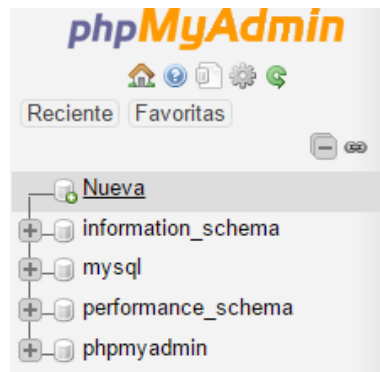 phpMyAdmin
Reciente Favoritas
Nueva
information_schema
mysql
performance_schema
phpmyadmin